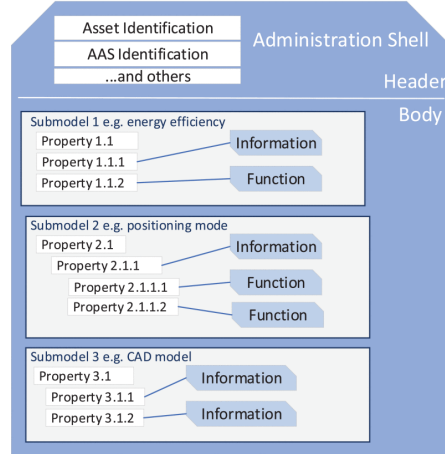 Asset Identification
AAS Identification
...and others
Administration Shell
Header
Body
Submodel 1 e.g. energy efficiency
Property 1.1
Property 1.1.1
Property 1.1.2
Information
Function
Submodel 2 e.g. positioning mode
Property 2.1
Property 2.1.1
Property 2.1.1.1
Property 2.1.1.2
Information
Function
Function
Submodel 3 e.g. CAD model
Property 3.1
Property 3.1.1
Property 3.1.2
Information
Information